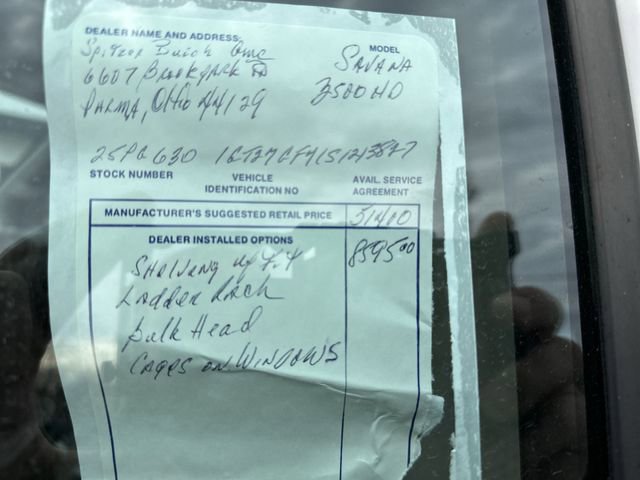 DEALER NAME AND ADDRESS
Spitzer Buick GMC
MODEL
SAVANA
6607 Brookpark Rd
3500 HD
PARMA, Ohio 44129
25PG630
STOCK NUMBER
VEHICLE
IDENTIFICATION NO
AVAIL. SERVICE
AGREEMENT
MANUFACTURER'S SUGGESTED RETAIL PRICE 51410
DEALER INSTALLED OPTIONS 8595.00
Shelving
Ladder Rack
Bulk Head
Cages on Windows